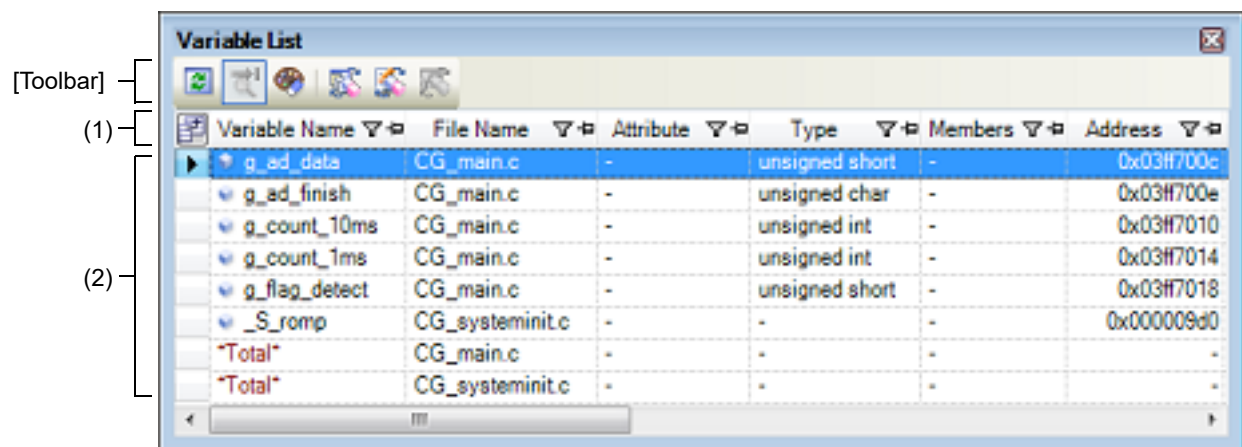 Variable List
[Toolbar]
(1) Variable Name File Name Attribute Type Members Address
g_ad_data CG_main.c - unsigned short - 0x03ff700c
g_ad_finish CG_main.c - unsigned char - 0x03ff700e
g_count_10ms CG_main.c - unsigned int - 0x03ff7010
g_count_1ms CG_main.c - unsigned int - 0x03ff7014
(2) g_flag_detect CG_main.c - unsigned short - 0x03ff7018
_S_romp CG_systeminit.c - - - 0x000009d0
*Total* CG_main.c - - - -
*Total* CG_systeminit.c - - - -